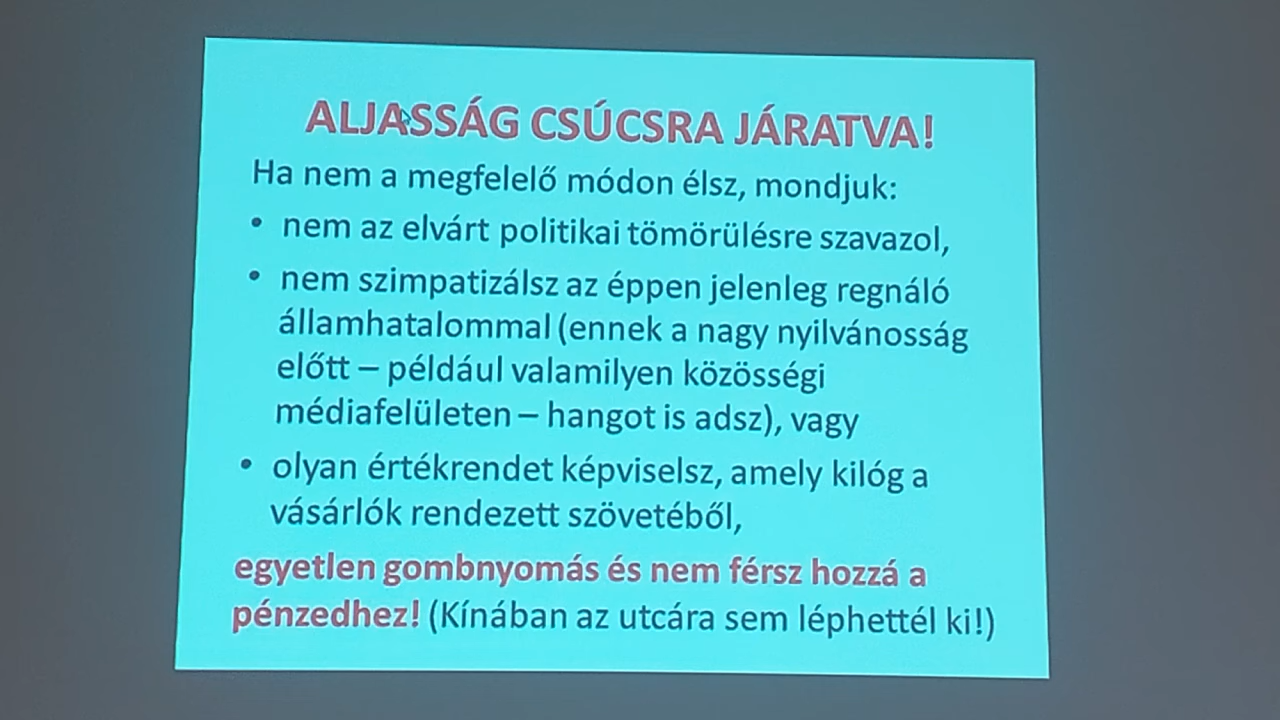 ALJASSÁG CSÚCSRA JÁRATVA!
Ha nem a megfelelő módon élsz, mondjuk:
• nem az elvárt politikai tömörülésre szavazol,
• nem szimpatizálsz az éppen jelenleg regnáló
államhatalommal (ennek a nagy nyilvánosság
előtt – például valamilyen közösségi
médiafelületen – hangot is adsz), vagy
• olyan értékrendet képviselsz, amely kilóg a
vásárlók rendezett szövetéből,
egyetlen gombnyomás és nem férsz hozzá a
pénzedhez! (Kínában az utcára sem léphettél ki!)